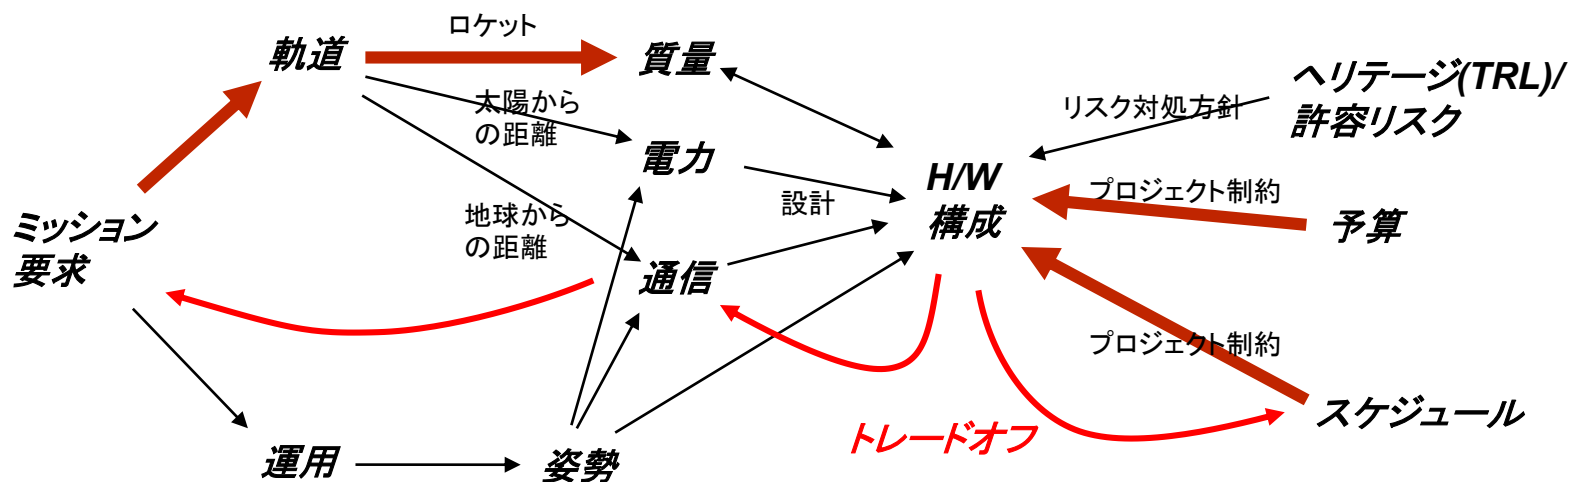 ロケット
軌道
質量
太陽から
の距離
電力
地球から
の距離
通信
ミッション
要求
運用
姿勢
設計
H/W
構成
トレードオフ
リスク対処方針
ヘリテージ(TRL)/
許容リスク
プロジェクト制約
予算
プロジェクト制約
スケジュール